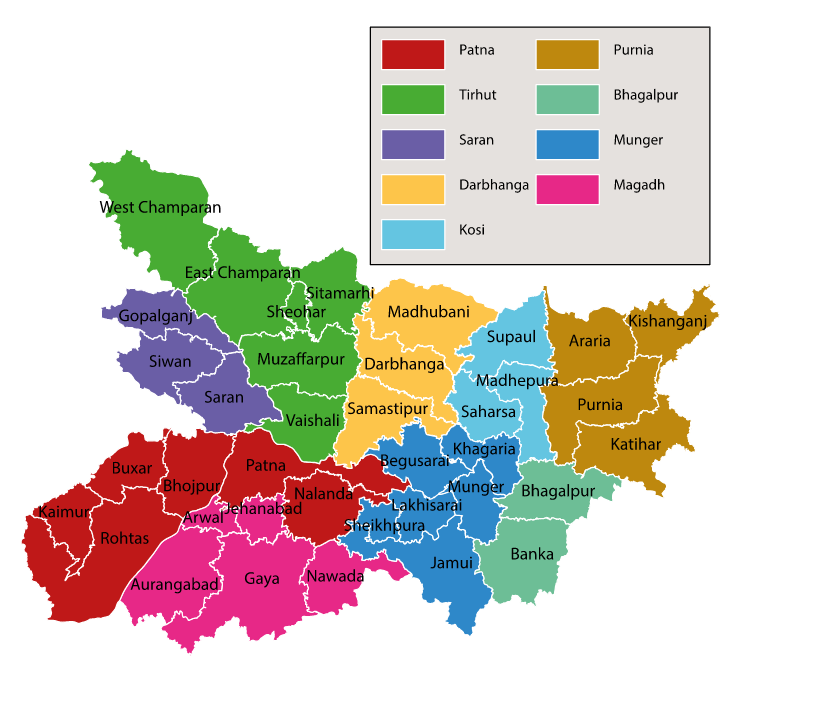 Patna
Purnia
Tirhut
Bhagalpur
Saran
Munger
Darbhanga
Magadh
Kosi
West Champaran
East Champaran
Sitamarhi
Sheohar
Gopalganj
Madhubani
Kishanganj
Supaul
Araria
Siwan
Muzaffarpur
Darbhanga
Madhepura
Saran
Samastipur
Saharsa
Purnia
Vaishali
Katihar
Khagaria
Begusarai
Buxar
Patna
Bhojpur
Nalanda
Munger
Bhagalpur
Kaimur
Jehanabad
Lakhisarai
Arwal
Sheikhpura
Rohtas
Banka
Jamui
Aurangabad
Gaya
Nawada